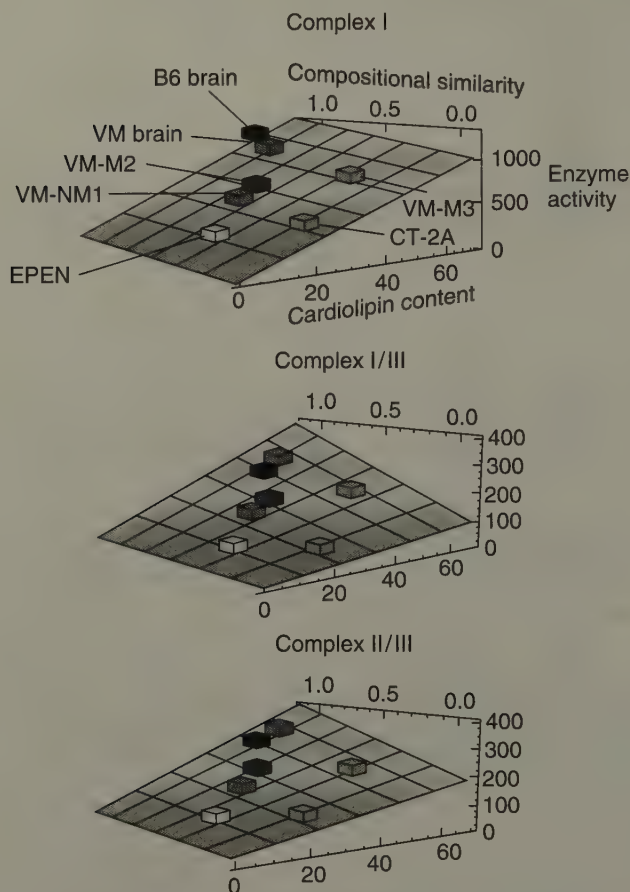 Complex I
B6 brain
Compositional similarity
1.0 0.5 0.0
VM brain
VM-M2
VM-NM1
EPEN
VM-M3
CT-2A
1000
500
0
Enzyme
activity
0 20 40 60
Cardiolipin content
Complex I/III
1.0 0.5 0.0
400
300
200
100
0
0 20 40 60
Complex II/III
1.0 0.5 0.0
400
300
200
100
0
0 20 40 60